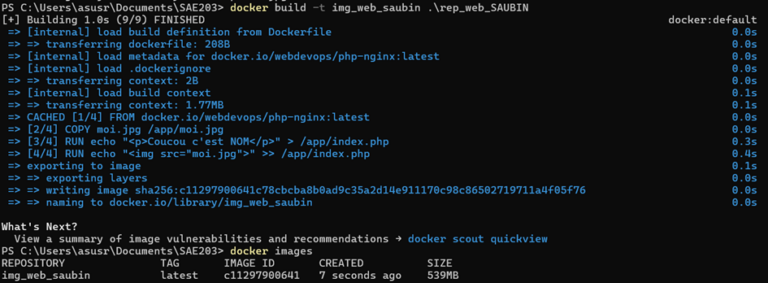 PS C:\Users\asusr\Documents\SAE203> docker build -t img_web_saubin .\rep_web_SAUBIN
[+] Building 1.0s (9/9) FINISHED docker:default
=> [internal] load build definition from Dockerfile 0.0s
=> => transferring dockerfile: 208B 0.0s
=> [internal] load metadata for docker.io/webdevops/php-nginx:latest 0.0s
=> [internal] load .dockerignore 0.0s
=> => transferring context: 2B 0.0s
=> [internal] load build context 0.1s
=> => transferring context: 1.77MB 0.1s
=> CACHED [1/4] FROM docker.io/webdevops/php-nginx:latest 0.0s
=> [2/4] COPY moi.jpg /app/moi.jpg 0.0s
=> [3/4] RUN echo "<p>Coucou c'est NOM</p>" > /app/index.php 0.3s
=> [4/4] RUN echo "<img src="moi.jpg">" >> /app/index.php 0.4s
=> exporting to image 0.1s
=> => exporting layers 0.0s
=> => writing image sha256:c11297900641c78cbcba8b0ad9c35a2d14e911170c98c86502719711a4f05f76 0.0s
=> => naming to docker.io/library/img_web_saubin 0.0s
What's Next?
View a summary of image vulnerabilities and recommendations → docker scout quickview
PS C:\Users\asusr\Documents\SAE203> docker images
REPOSITORY TAG IMAGE ID CREATED SIZE
img_web_saubin latest c11297900641 7 seconds ago 539MB